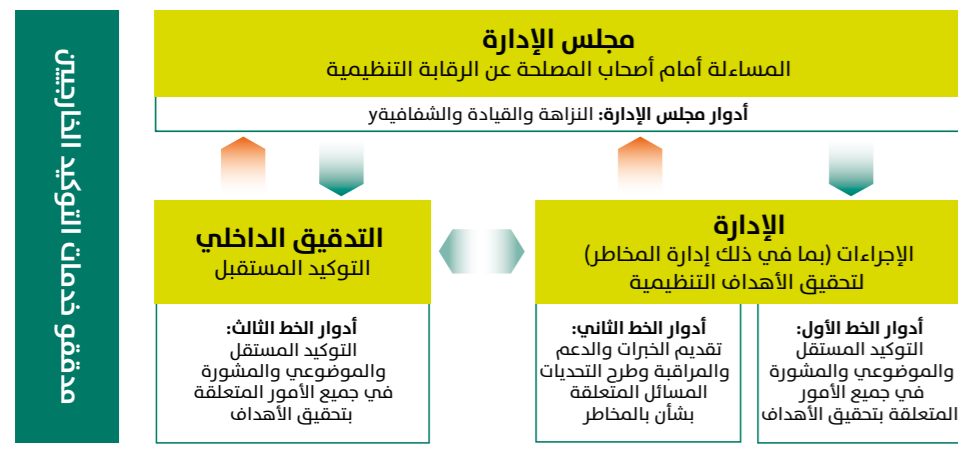 مجلس الإدارة
المساءلة أمام أصحاب المصلحة عن الرقابة التنظيمية
أدوار مجلس الإدارة: النزاهة والقيادة والشفافيةy
الإدارة
الإجراءات (بما في ذلك إدارة المخاطر)
لتحقيق الأهداف التنظيمية
أدوار الخط الأول:
التوكيد المستقل
والموضوعي والمشورة
في جميع الأمور
المتعلقة بتحقيق الأهداف
أدوار الخط الثاني:
تقديم الخبرات والدعم
والمراقبة وطرح التحديات
المسائل المتعلقة
بشأن بالمخاطر
التدقيق الداخلي
التوكيد المستقبل
أدوار الخط الثالث:
التوكيد المستقل
والموضوعي والمشورة
في جميع الأمور المتعلقة
بتحقيق الأهداف
مدققو خدمات التوكيد الخارجيين